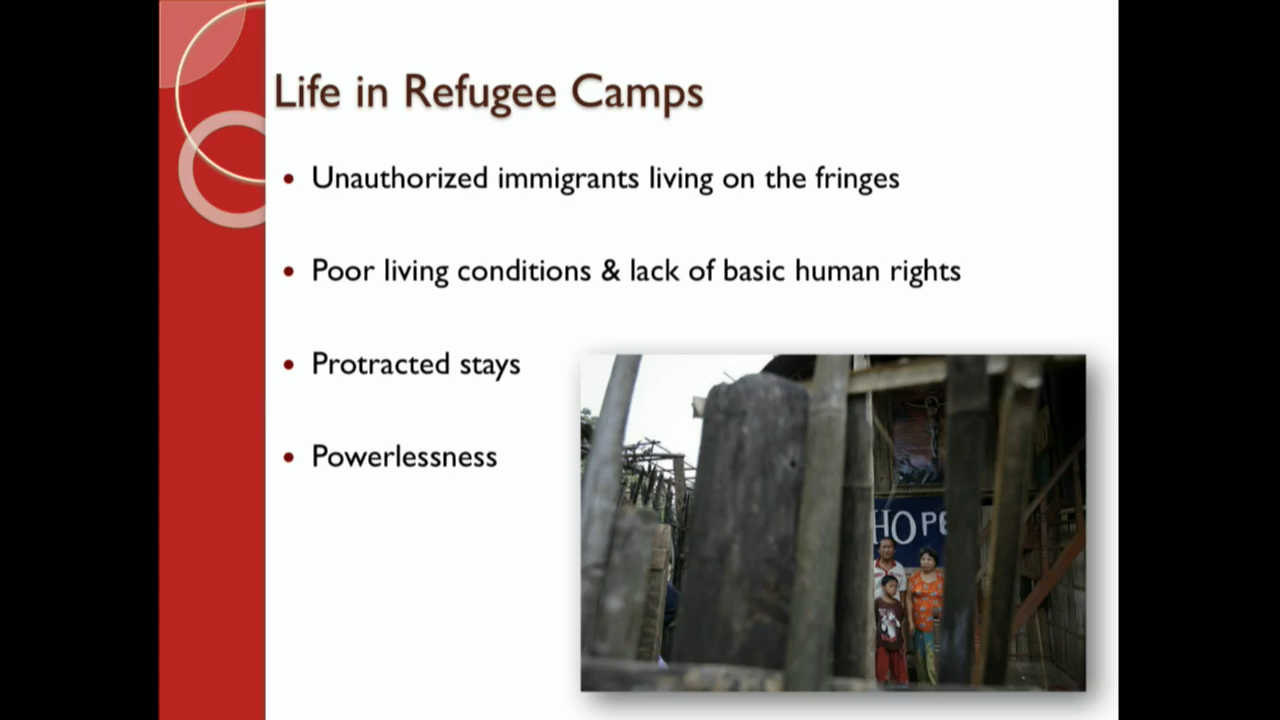 Life in Refugee Camps
Unauthorized immigrants living on the fringes
Poor living conditions & lack of basic human rights
Protracted stays
Powerlessness
HOPE